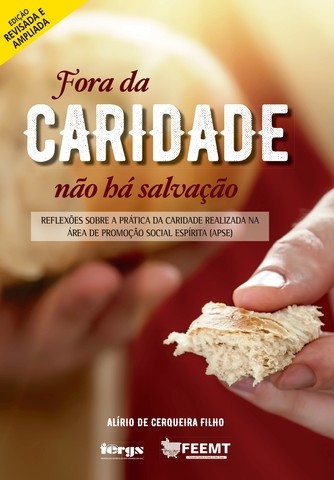 EDIÇÃO
REVISADA E
AMPLIADA
Fora da
CARIDADE
não há salvação
REFLEXÕES SOBRE A PRÁTICA DA CARIDADE REALIZADA NA
ÁREA DE PROMOÇÃO SOCIAL ESPÍRITA (APSE)
ALÍRIO DE CERQUEIRA FILHO
fergs
FEEMT